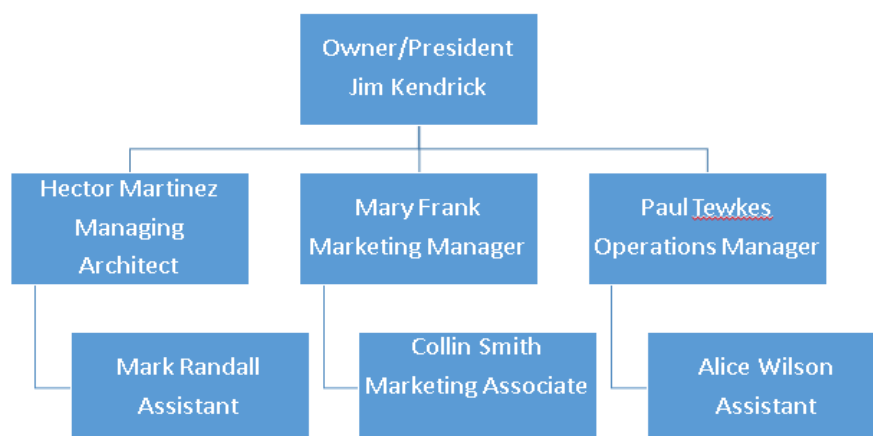 Owner/President
Jim Kendrick
Hector Martinez
Managing
Architect
Mary Frank
Marketing Manager
Paul Tewkes
Operations Manager
Mark Randall
Assistant
Collin Smith
Marketing Associate
Alice Wilson
Assistant